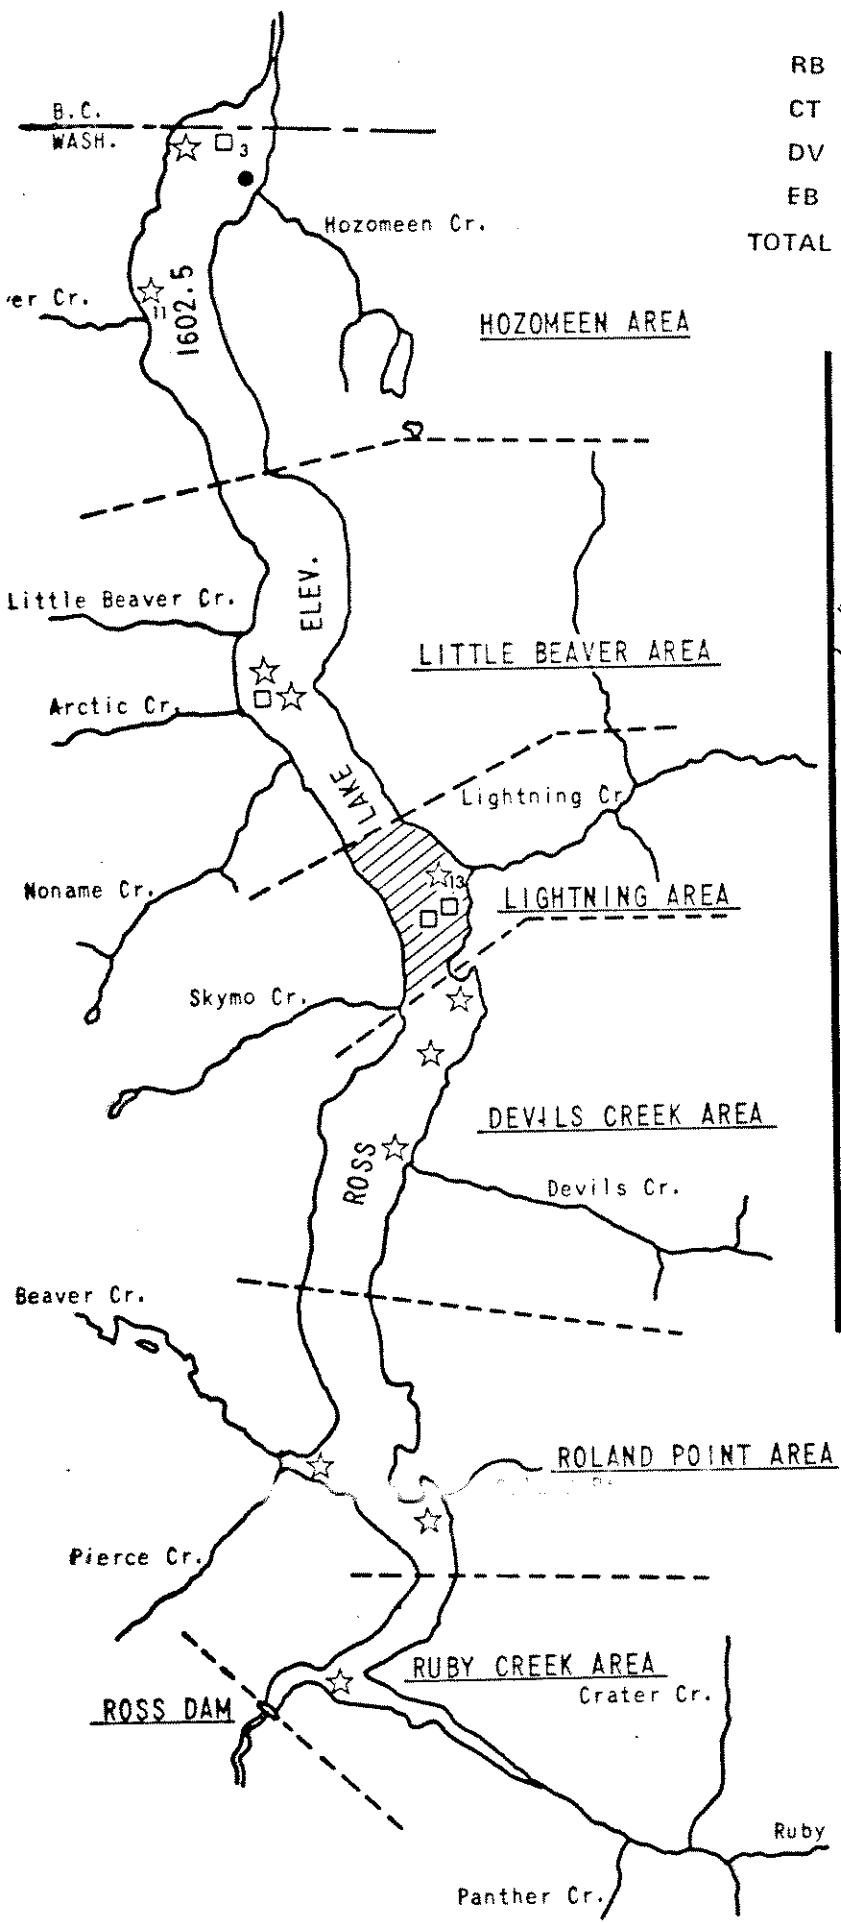 RB
CT
DV
EB
TOTAL
B.C.
WASH.
3
Hozomeen Cr.
er Cr.
11
1602.5
HOZOMEEN AREA
Little Beaver Cr.
ELEV.
LITTLE BEAVER AREA
Arctic Cr.
LAKE
Lightning Cr
13
Noname Cr.
LIGHTNING AREA
Skymo Cr.
DEVILS CREEK AREA
ROSS
Devils Cr.
Beaver Cr.
ROLAND POINT AREA
Pierce Cr.
RUBY CREEK AREA
Crater Cr.
ROSS DAM
Ruby
Panther Cr.